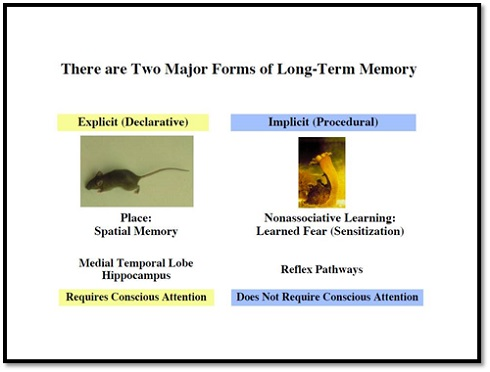 There are Two Major Forms of Long-Term Memory
Explicit (Declarative)
Place:
Spatial Memory
Medial Temporal Lobe
Hippocampus
Requires Conscious Attention
Implicit (Procedural)
Nonassociative Learning:
Learned Fear (Sensitization)
Reflex Pathways
Does Not Require Conscious Attention